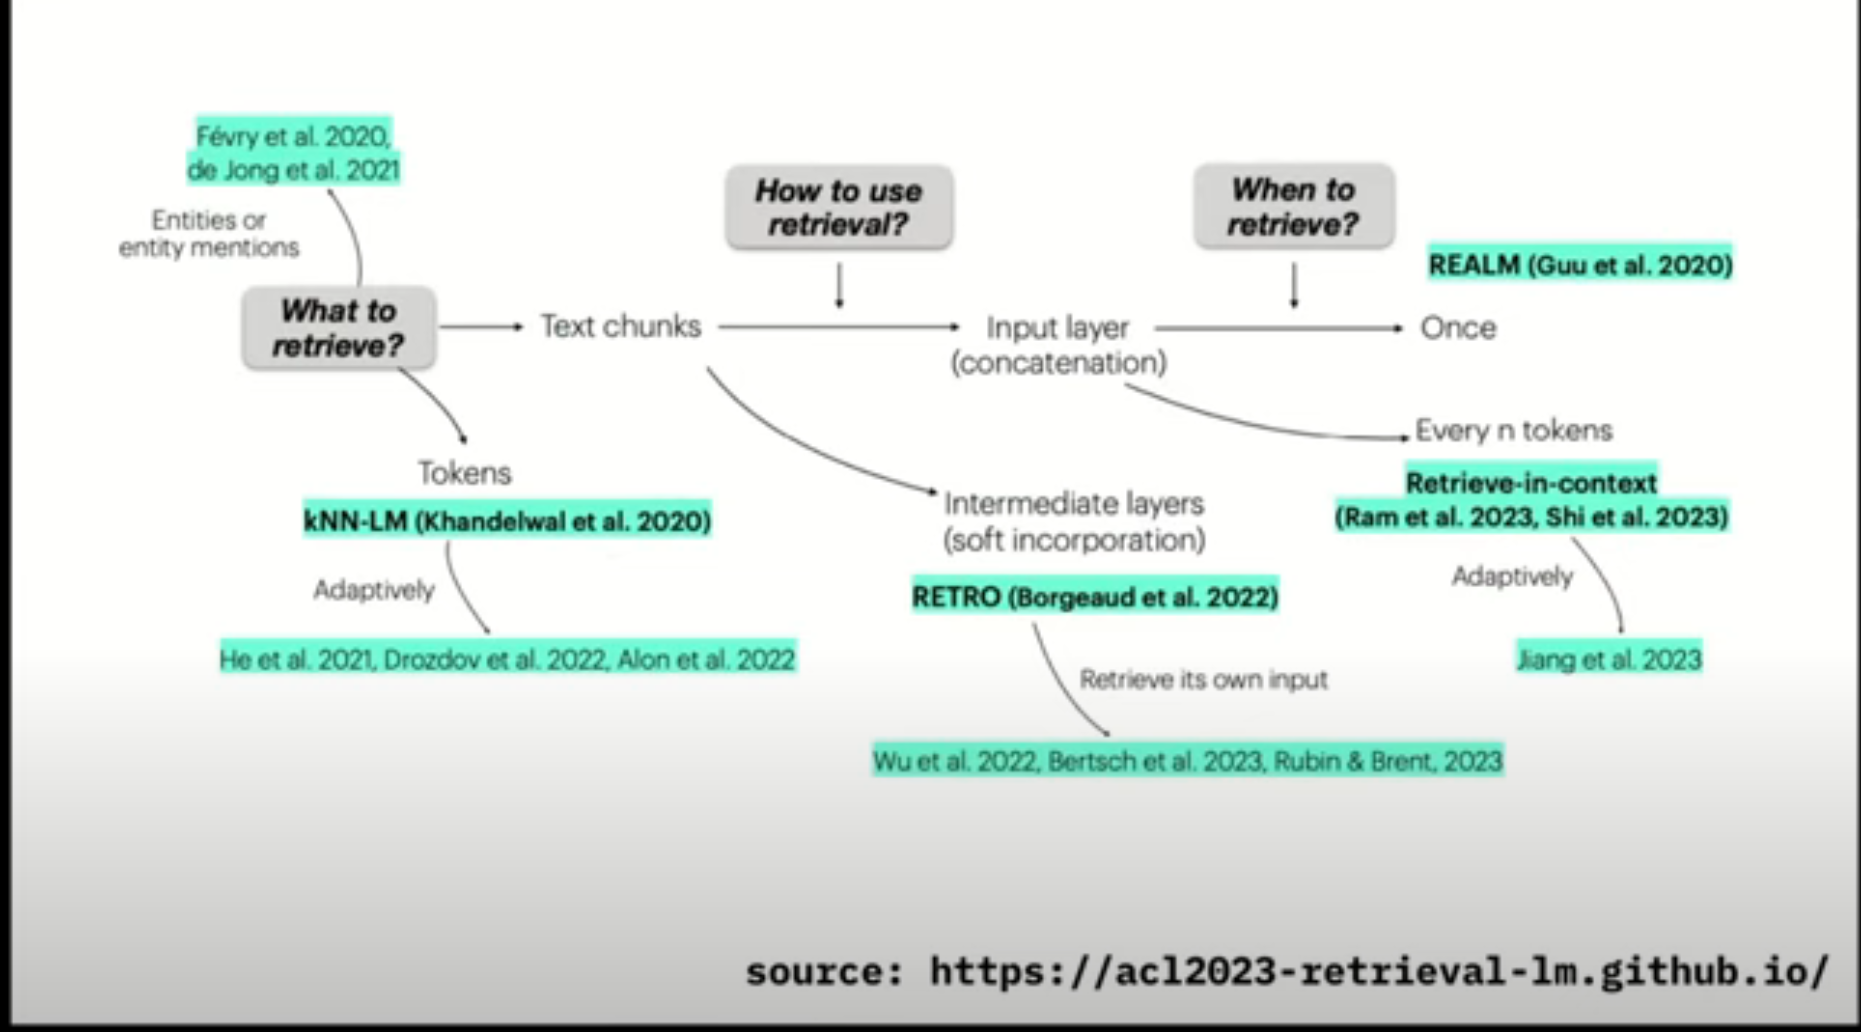 Févry et al. 2020,
de Jong et al. 2021
Entities or
entity mentions
What to
retrieve?
Text chunks
How to use
retrieval?
Input layer
(concatenation)
When to
retrieve?
REALM (Guu et al. 2020)
Once
Every n tokens
Retrieve-in-context
(Ram et al. 2023, Shi et al. 2023)
Adaptively
Jiang et al. 2023
Tokens
kNN-LM (Khandelwal et al. 2020)
Adaptively
He et al. 2021, Drozdov et al. 2022, Alon et al. 2022
Intermediate layers
(soft incorporation)
RETRO (Borgeaud et al. 2022)
Retrieve its own input
Wu et al. 2022, Bertsch et al. 2023, Rubin & Brent, 2023
source: https://acl2023-retrieval-lm.github.io/